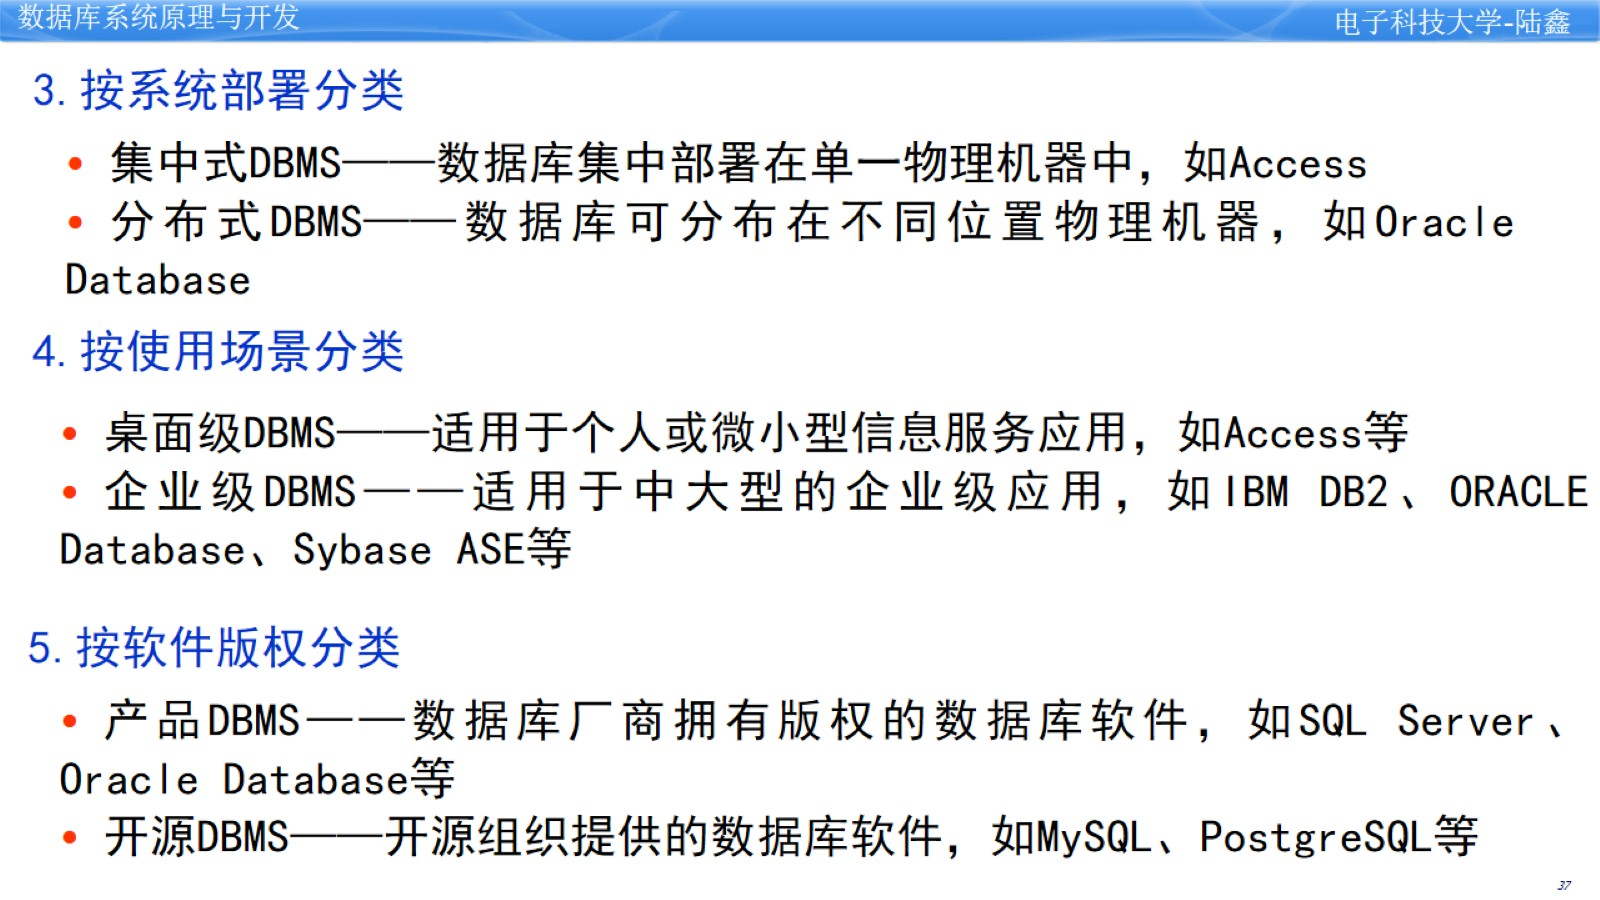 数据库系统原理与开发
电子科技大学-陆鑫
3. 按系统部署分类
• 集中式DBMS——数据库集中部署在单一物理机器中，如Access
• 分布式DBMS——数据库可分布在不同位置物理机器，如Oracle
Database
4. 按使用场景分类
• 桌面级DBMS——适用于个人或微小型信息服务应用，如Access等
• 企业级DBMS——适用于中大型的企业级应用，如IBM DB2、ORACLE
Database、Sybase ASE等
5. 按软件版权分类
• 产品DBMS——数据库厂商拥有版权的数据库软件，如SQL Server、
Oracle Database等
• 开源DBMS——开源组织提供的数据库软件，如MySQL、PostgreSQL等
37